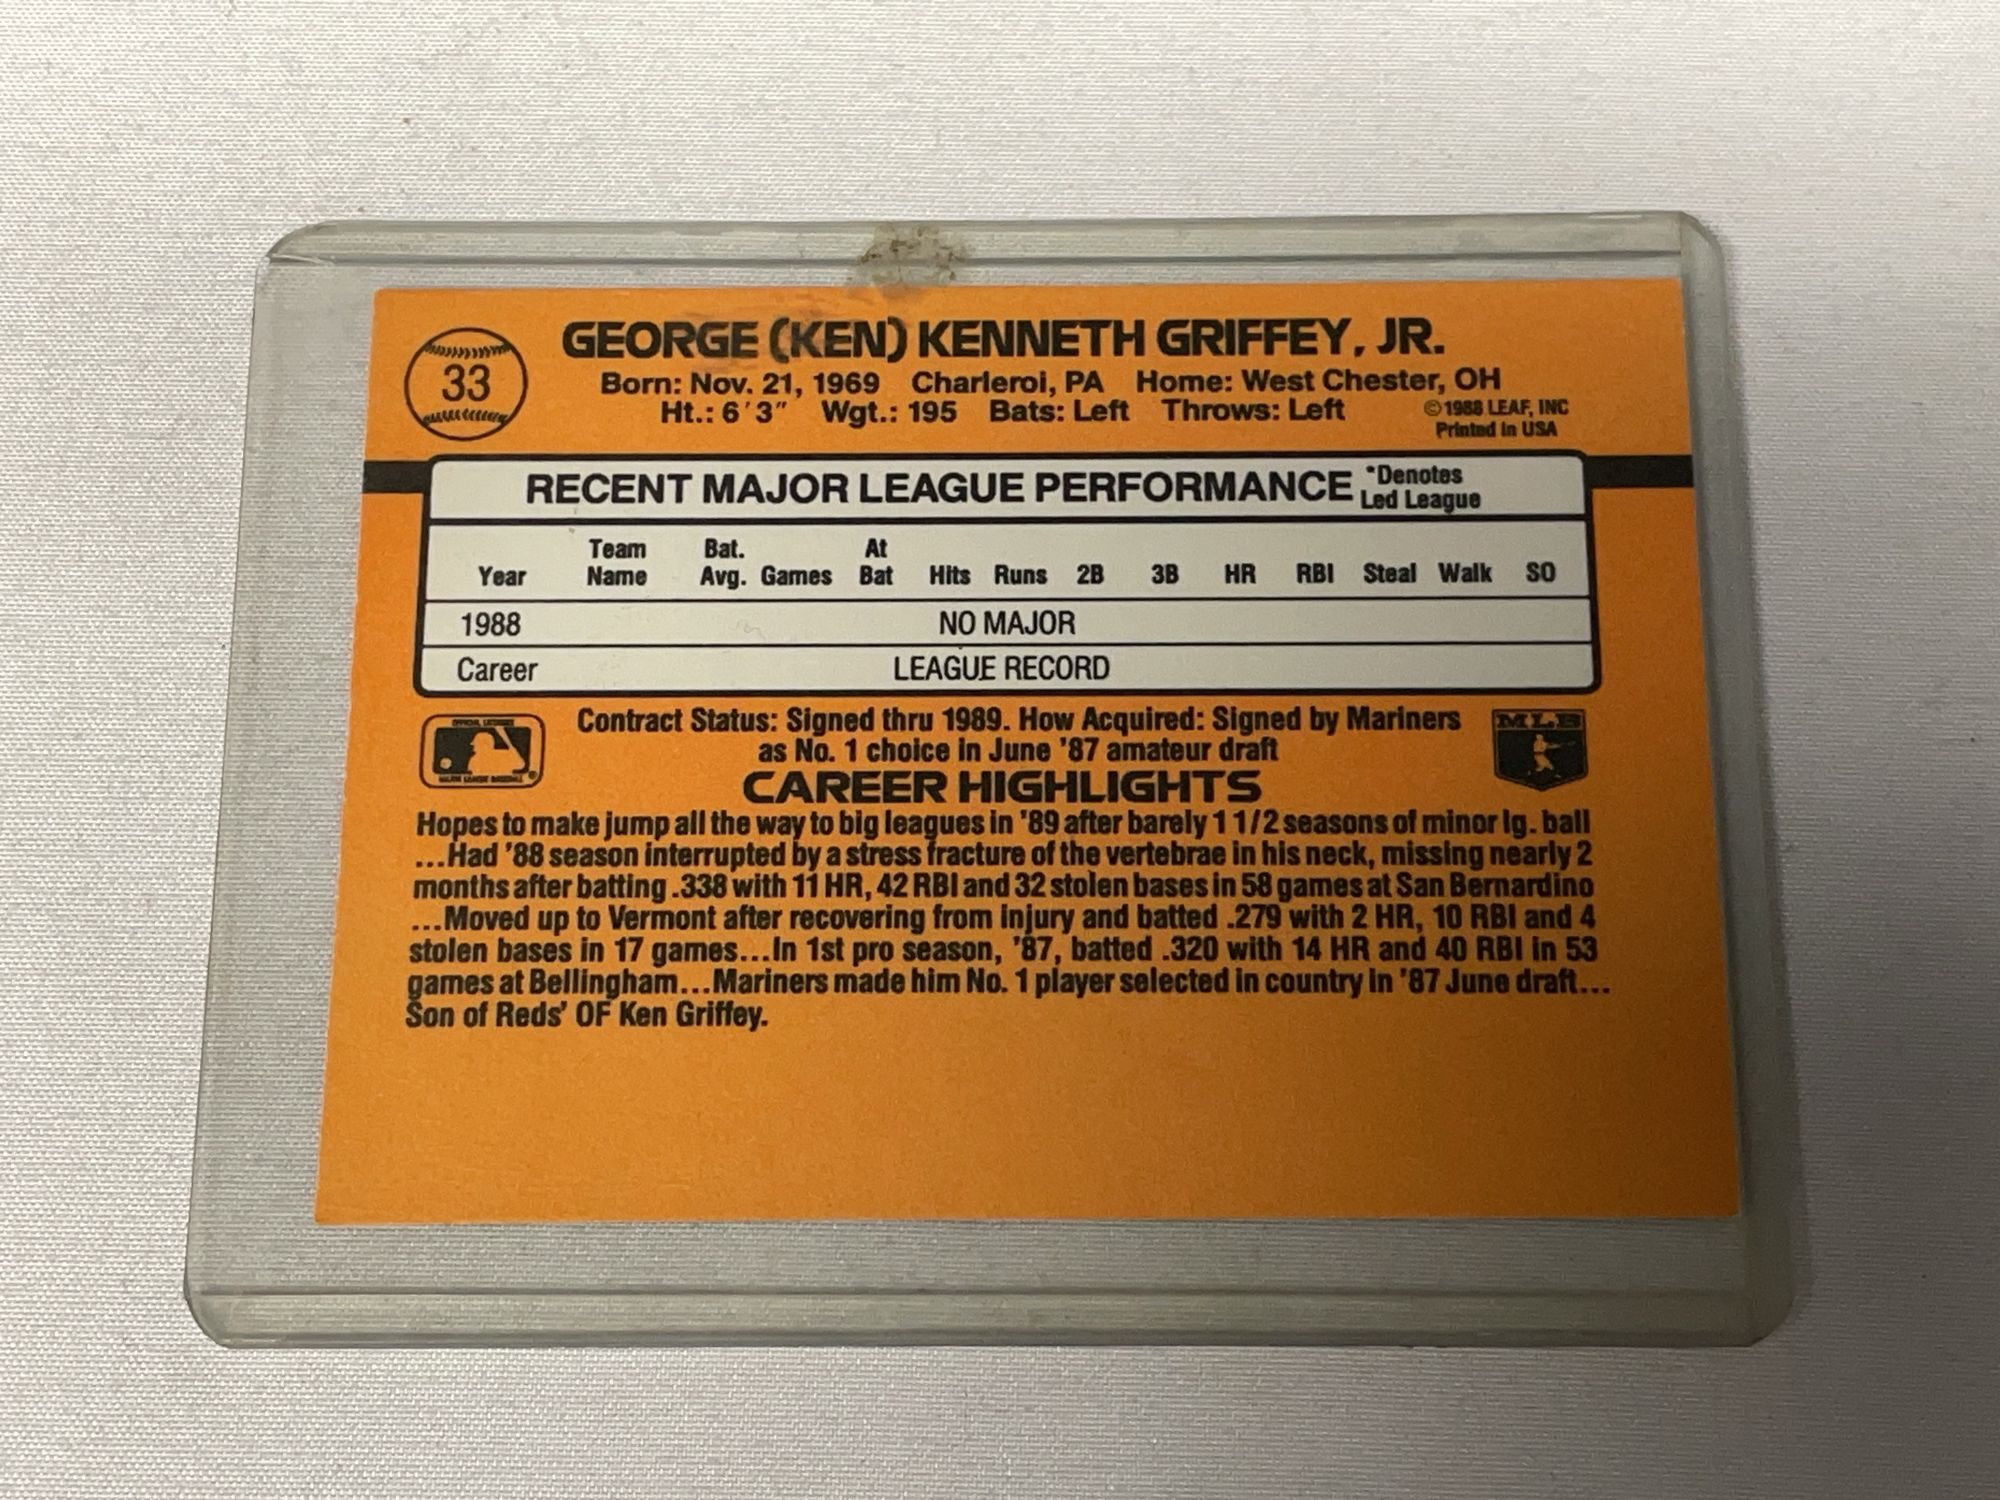 33
GEORGE (KEN) KENNETH GRIFFEY, JR.
Born: Nov. 21, 1969 Charleroi, PA Home: West Chester, OH
Ht.: 6'3" Wgt.: 195 Bats: Left Throws: Left
©1988 LEAF, INC
Printed in USA
RECENT MAJOR LEAGUE PERFORMANCE *Denotes
Led League
Team Bat. At
Year Name Avg. Games Bat Hits Runs 2B 3B HR RBI Steal Walk SO
1988 NO MAJOR
Career LEAGUE RECORD
OFFICIAL LICENSEE
MAJOR LEAGUE BASEBALL
®
Contract Status: Signed thru 1989. How Acquired: Signed by Mariners
as No. 1 choice in June '87 amateur draft
MLB
CAREER HIGHLIGHTS
Hopes to make jump all the way to big leagues in '89 after barely 1 1/2 seasons of minor lg. ball
...Had '88 season interrupted by a stress fracture of the vertebrae in his neck, missing nearly 2
months after batting .338 with 11 HR, 42 RBI and 32 stolen bases in 58 games at San Bernardino
...Moved up to Vermont after recovering from injury and batted .279 with 2 HR, 10 RBI and 4
stolen bases in 17 games...In 1st pro season, '87, batted .320 with 14 HR and 40 RBI in 53
games at Bellingham...Mariners made him No. 1 player selected in country in '87 June draft...
Son of Reds' OF Ken Griffey.